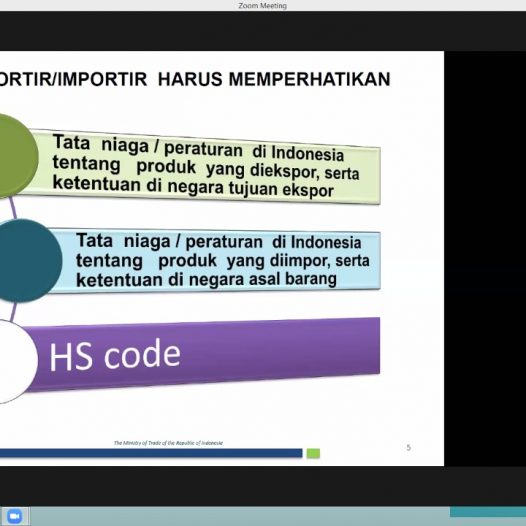 Zoom Meeting
ORTIR/IMPORTIR HARUS MEMPERHATIKAN
Tata niaga / peraturan di Indonesia
tentang produk yang diekspor, serta
ketentuan di negara tujuan ekspor
Tata niaga / peraturan di Indonesia
tentang produk yang diimpor, serta
ketentuan di negara asal barang
HS code
The Ministry of Trade of the Republic of Indonesia
5